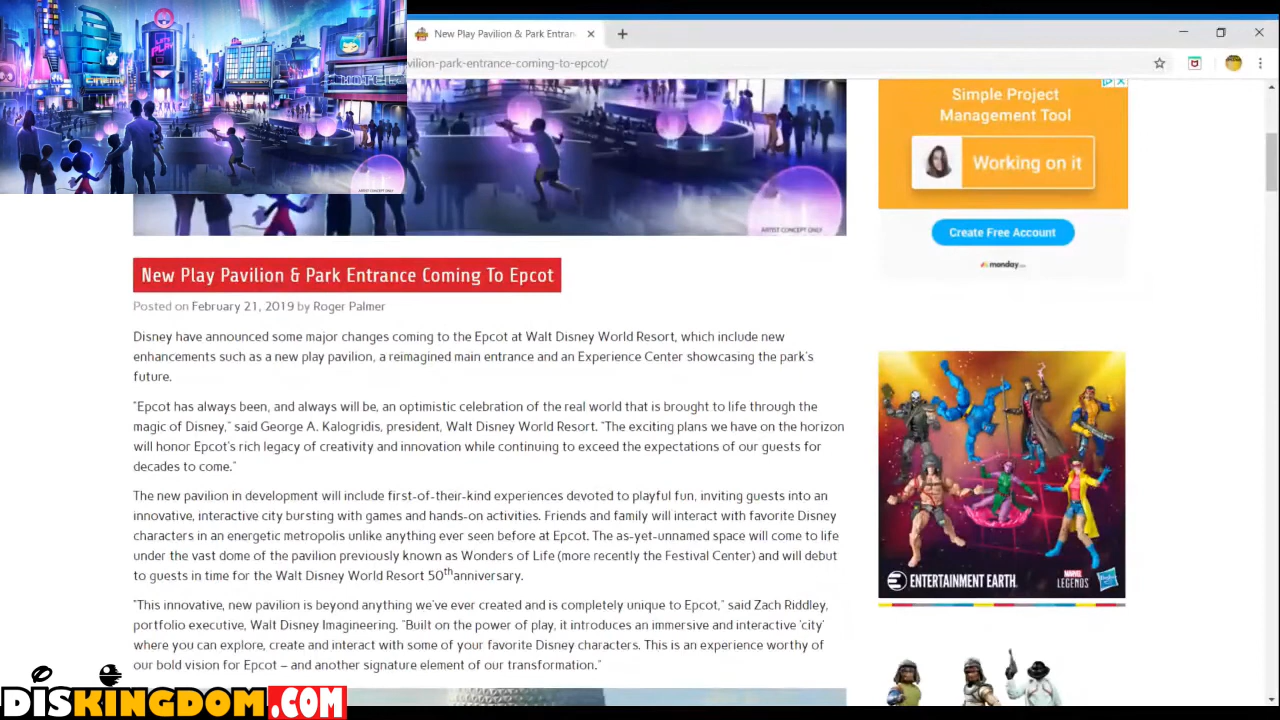 New Play Pavilion & Park Entran
vilion-park-entrance-coming-to-epcot/
HOTEL
ARTIST CONCEPT ONLY
ARTIST CONCEPT ONLY
Simple Project
Management Tool
Working on it
Create Free Account
monday.com
New Play Pavilion & Park Entrance Coming To Epcot
Posted on February 21, 2019 by Roger Palmer
Disney have announced some major changes coming to the Epcot at Walt Disney World Resort, which include new
enhancements such as a new play pavilion, a reimagined main entrance and an Experience Center showcasing the park's
future.
"Epcot has always been, and always will be, an optimistic celebration of the real world that is brought to life through the
magic of Disney," said George A. Kalogridis, president, Walt Disney World Resort. "The exciting plans we have on the horizon
will honor Epcot's rich legacy of creativity and innovation while continuing to exceed the expectations of our guests for
decades to come."
The new pavilion in development will include first-of-their-kind experiences devoted to playful fun, inviting guests into an
innovative, interactive city bursting with games and hands-on activities. Friends and family will interact with favorite Disney
characters in an energetic metropolis unlike anything ever seen before at Epcot. The as-yet-unnamed space will come to life
under the vast dome of the pavilion previously known as Wonders of Life (more recently the Festival Center) and will debut
to guests in time for the Walt Disney World Resort 50th anniversary.
"This innovative, new pavilion is beyond anything we've ever created and is completely unique to Epcot," said Zach Riddley,
portfolio executive, Walt Disney Imagineering. "Built on the power of play, it introduces an immersive and interactive 'city'
where you can explore, create and interact with some of your favorite Disney characters. This is an experience worthy of
our bold vision for Epcot – and another signature element of our transformation."
ENTERTAINMENT EARTH
MARVEL
LEGENDS
Hasbro
DISKINGDOM.COM